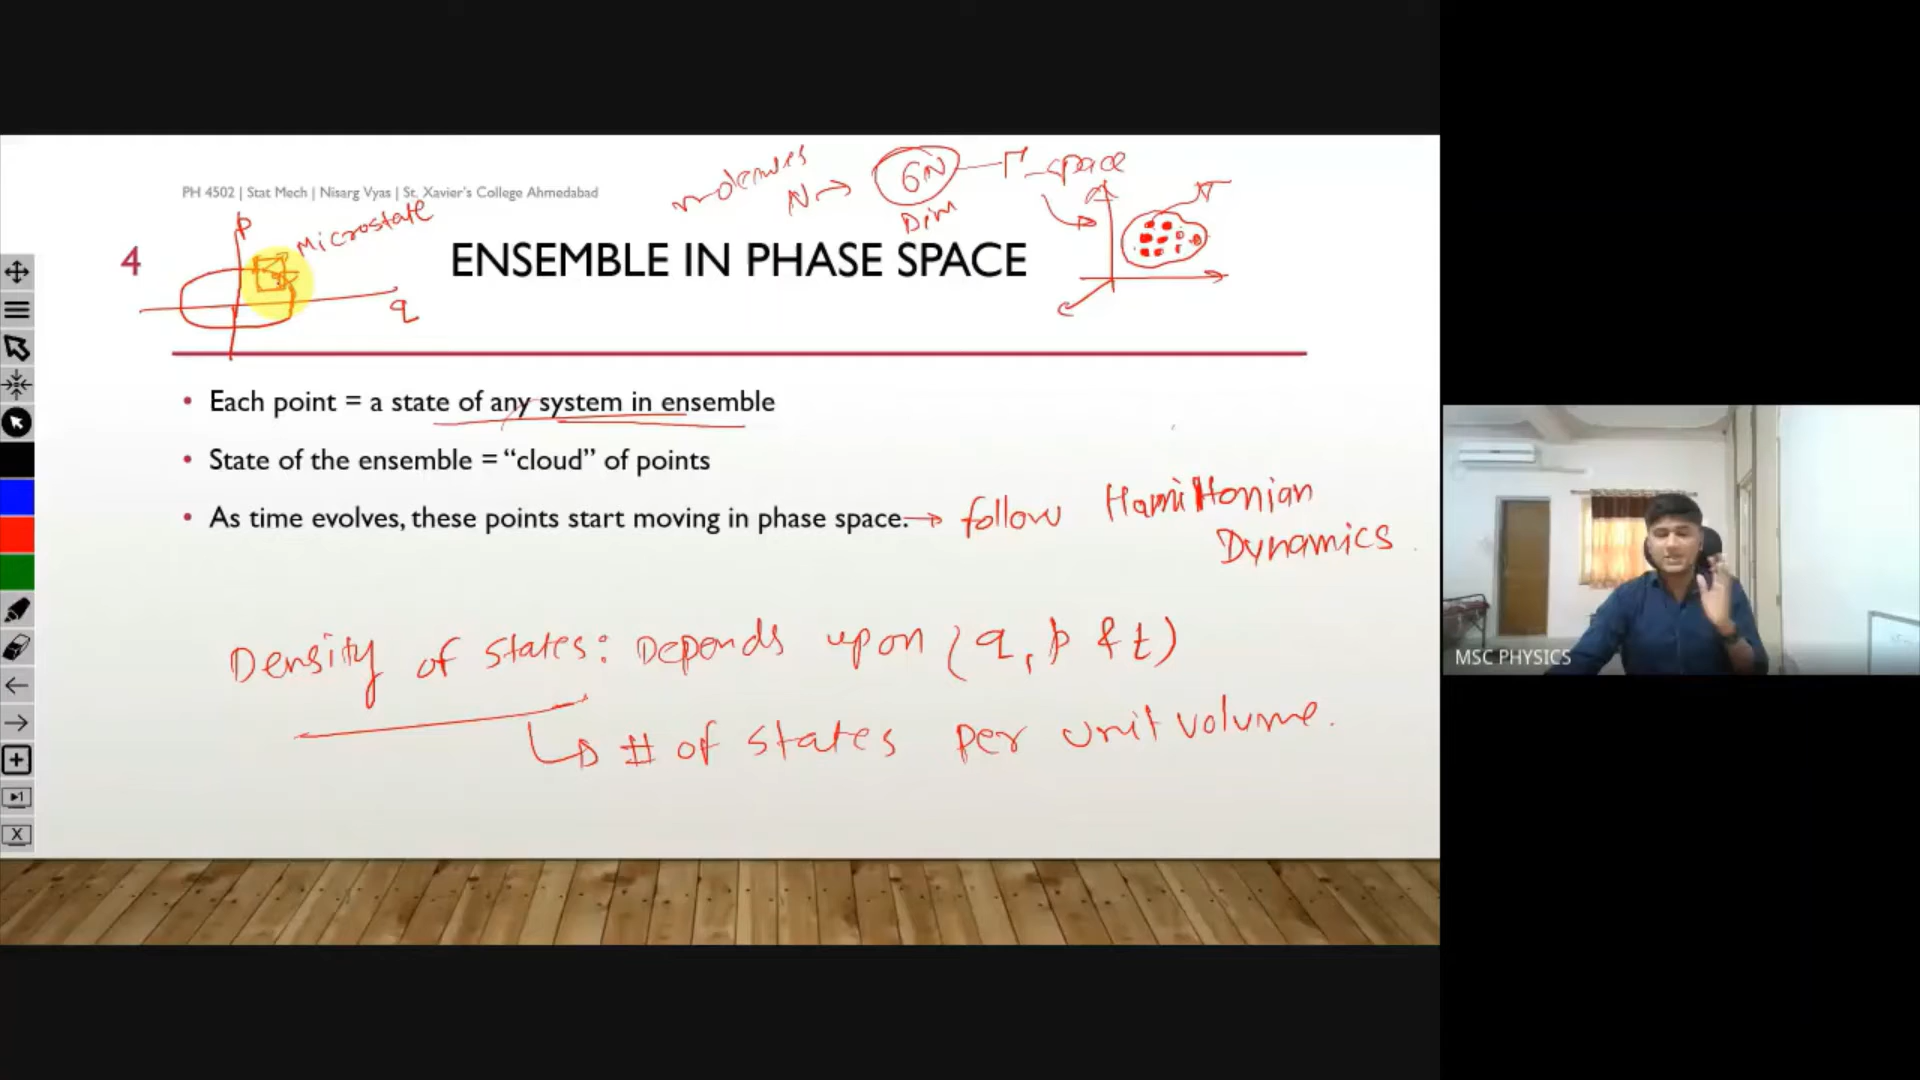 molecules
N → 6N — Γ - space
Dim
PH 4502 | Stat Mech | Nisarg Vyas | St. Xavier's College Ahmedabad
p
Microstate
q
4
ENSEMBLE IN PHASE SPACE
• Each point = a state of any system in ensemble
• State of the ensemble = “cloud” of points
• As time evolves, these points start moving in phase space. → follow Hamiltonian
Dynamics
Density of states: Depends upon (q, p & t)
↳ # of states per unit volume.
MSC PHYSICS